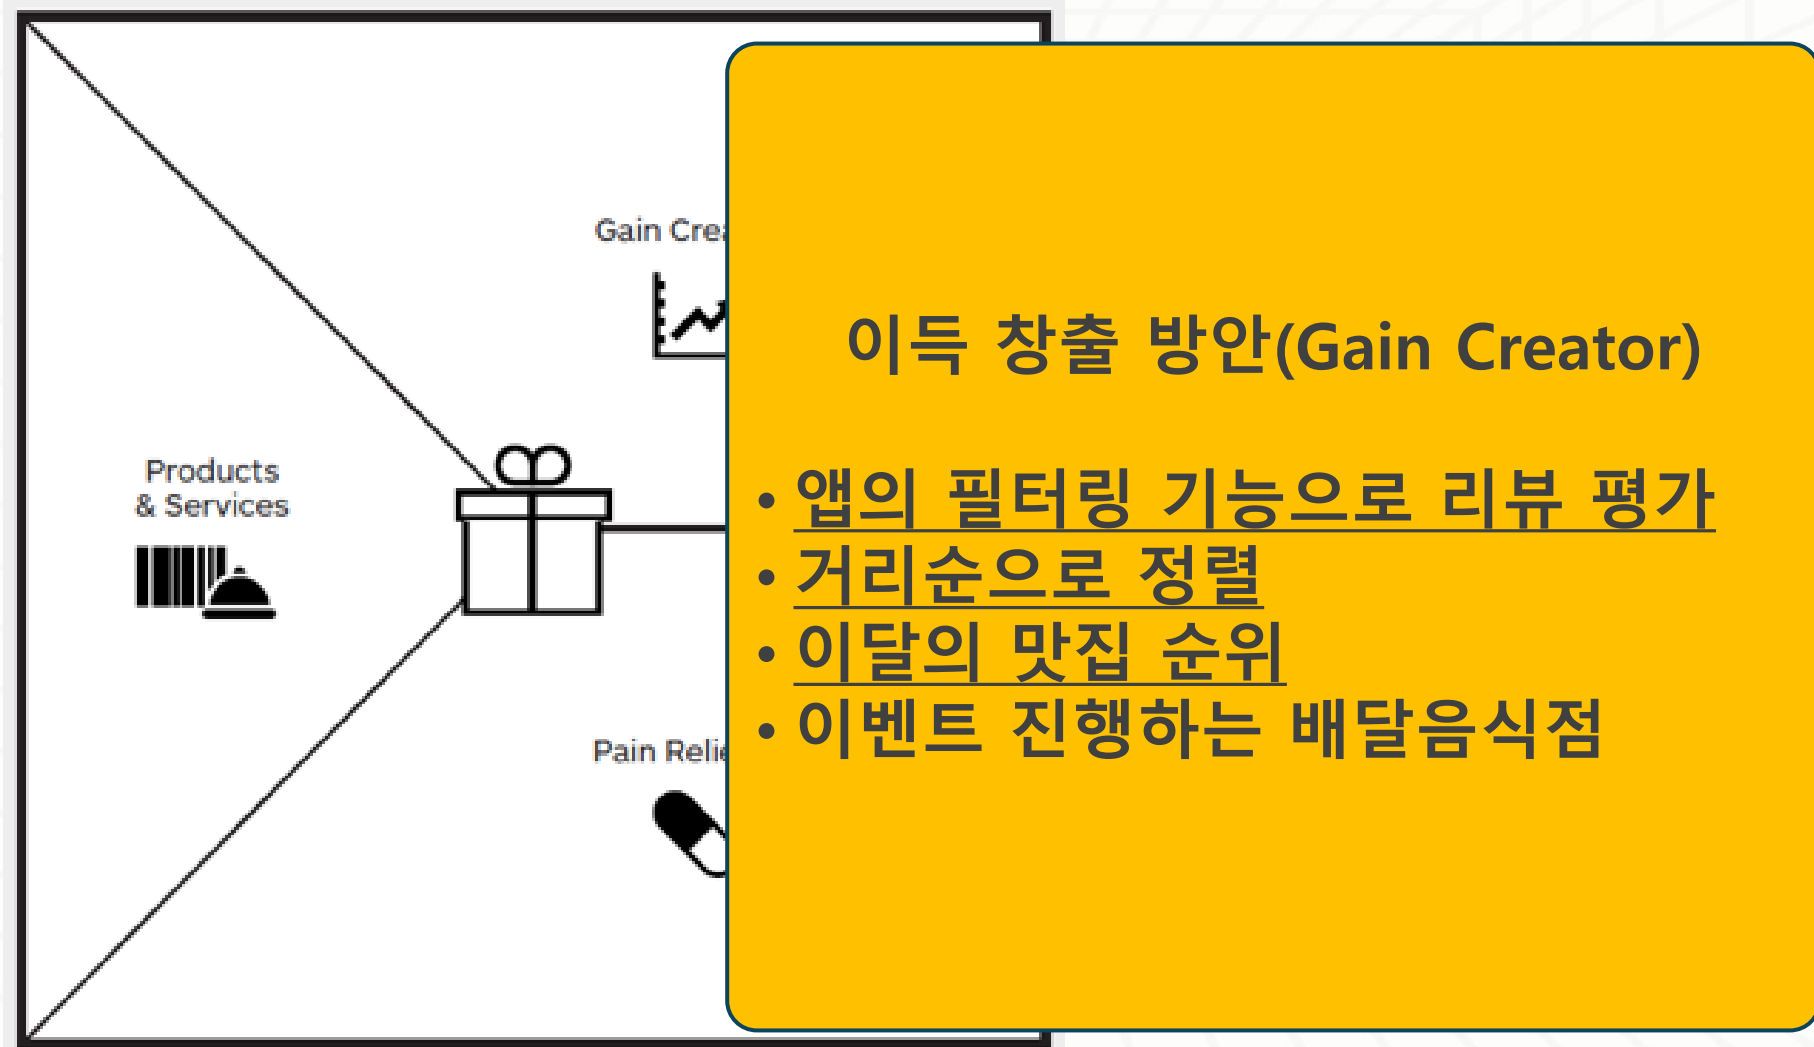 Gain Crea
Products
& Services
Pain Relie
이득 창출 방안(Gain Creator)
• 앱의 필터링 기능으로 리뷰 평가
• 거리순으로 정렬
• 이달의 맛집 순위
• 이벤트 진행하는 배달음식점